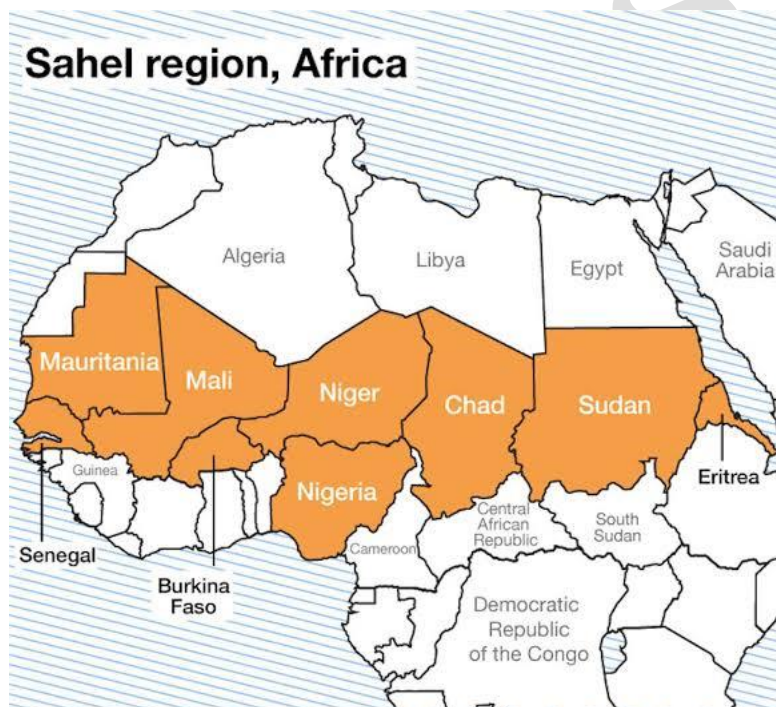 Sahel region, Africa
Algeria
Libya
Egypt
Saudi
Arabia
Mauritania
Mali
Niger
Chad
Sudan
Eritrea
Guinea
Nigeria
Senegal
Burkina
Faso
Cameroon
Central
African
Republic
South
Sudan
Democratic
Republic
of the Congo